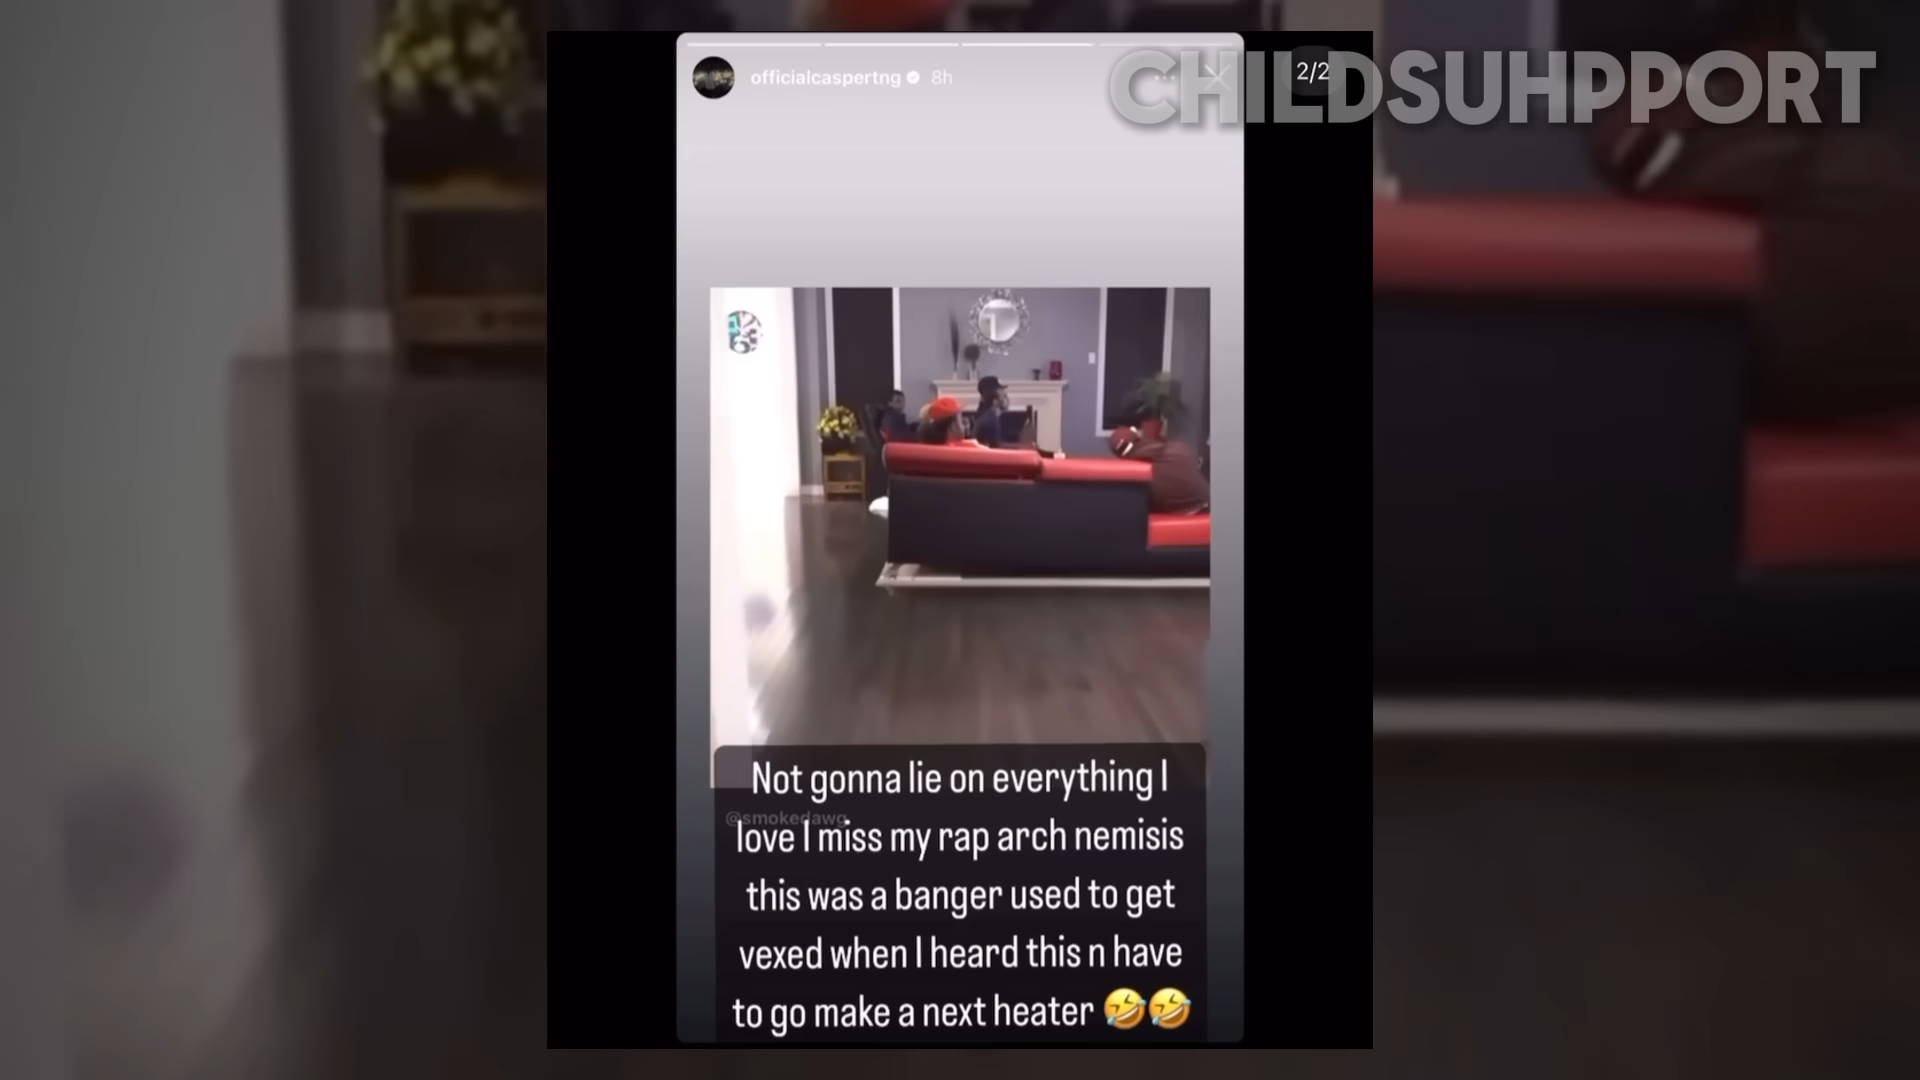 officialcaspertng 8h
2/2
CHILDSUHPPORT
Not gonna lie on everything I
@smokedawg
love I miss my rap arch nemisis
this was a banger used to get
vexed when I heard this n have
to go make a next heater 🤣🤣